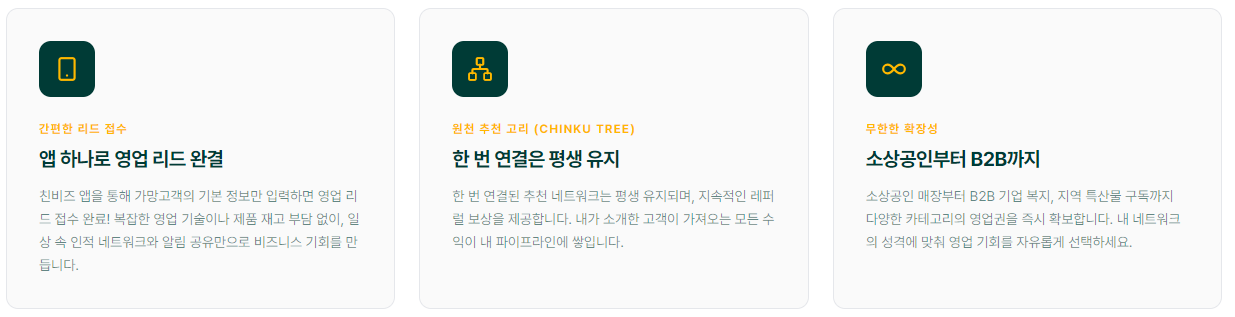 간편한 리드 접수
앱 하나로 영업 리드 완결
친비즈 앱을 통해 가망고객의 기본 정보만 입력하면 영업 리
드 접수 완료! 복잡한 영업 기술이나 제품 재고 부담 없이, 일
상 속 인적 네트워크와 알림 공유만으로 비즈니스 기회를 만
듭니다.
원천 추천 고리 (CHINKU TREE)
한 번 연결은 평생 유지
한 번 연결된 추천 네트워크는 평생 유지되며, 지속적인 레퍼
럴 보상을 제공합니다. 내가 소개한 고객이 가져오는 모든 수
익이 내 파이프라인에 쌓입니다.
무한한 확장성
소상공인부터 B2B까지
소상공인 매장부터 B2B 기업 복지, 지역 특산물 구독까지
다양한 카테고리의 영업권을 즉시 확보합니다. 내 네트워크
의 성격에 맞춰 영업 기회를 자유롭게 선택하세요.